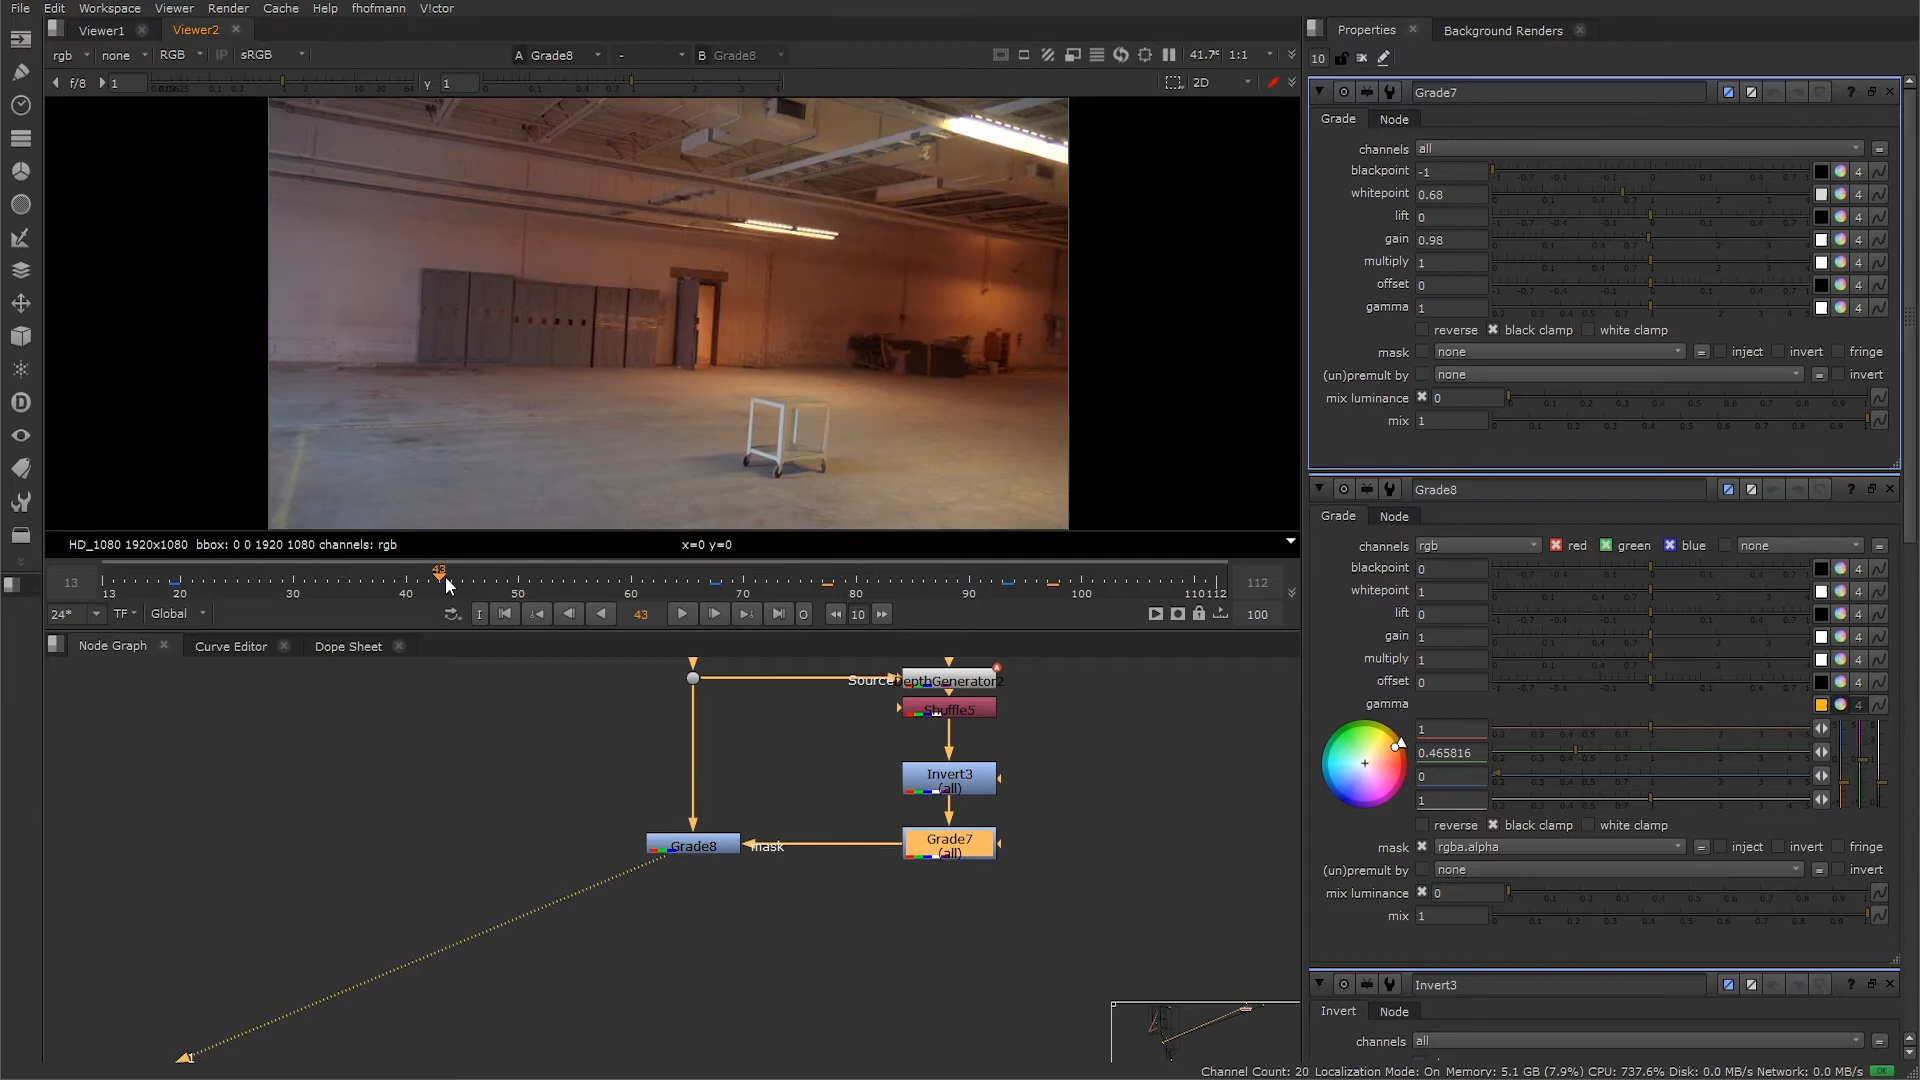 File Edit Workspace Viewer Render Cache Help fhofmann V!ctor
Viewer1 Viewer2
rgb none RGB IP sRGB A Grade8 - B Grade8 41.7% 1:1
f/8 1 y 1 2D
HD_1080 1920x1080 bbox: 0 0 1920 1080 channels: rgb x=0 y=0
13 43 112
13 20 30 40 50 60 70 80 90 100 110 112
24* TF Global I 43 O 10 100
Node Graph Curve Editor Dope Sheet
Source DepthGenerator2
Shuffle5
Invert3
(all)
Grade7
(all)
Grade8 mask
1
Properties Background Renders
10
Grade7
Grade Node
channels all
blackpoint -1
whitepoint 0.68
lift 0
gain 0.98
multiply 1
offset 0
gamma 1
reverse black clamp white clamp
mask none inject invert fringe
(un)premult by none invert
mix luminance 0
mix 1
Grade8
Grade Node
channels rgb red green blue none
blackpoint 0
whitepoint 1
lift 0
gain 1
multiply 1
offset 0
gamma
1
0.465816
0
1
reverse black clamp white clamp
mask rgba.alpha inject invert fringe
(un)premult by none invert
mix luminance 0
mix 1
Invert3
Invert Node
channels all
Channel Count: 20 Localization Mode: On Memory: 5.1 GB (7.9%) CPU: 737.6% Disk: 0.0 MB/s Network: 0.0 MB/s OK